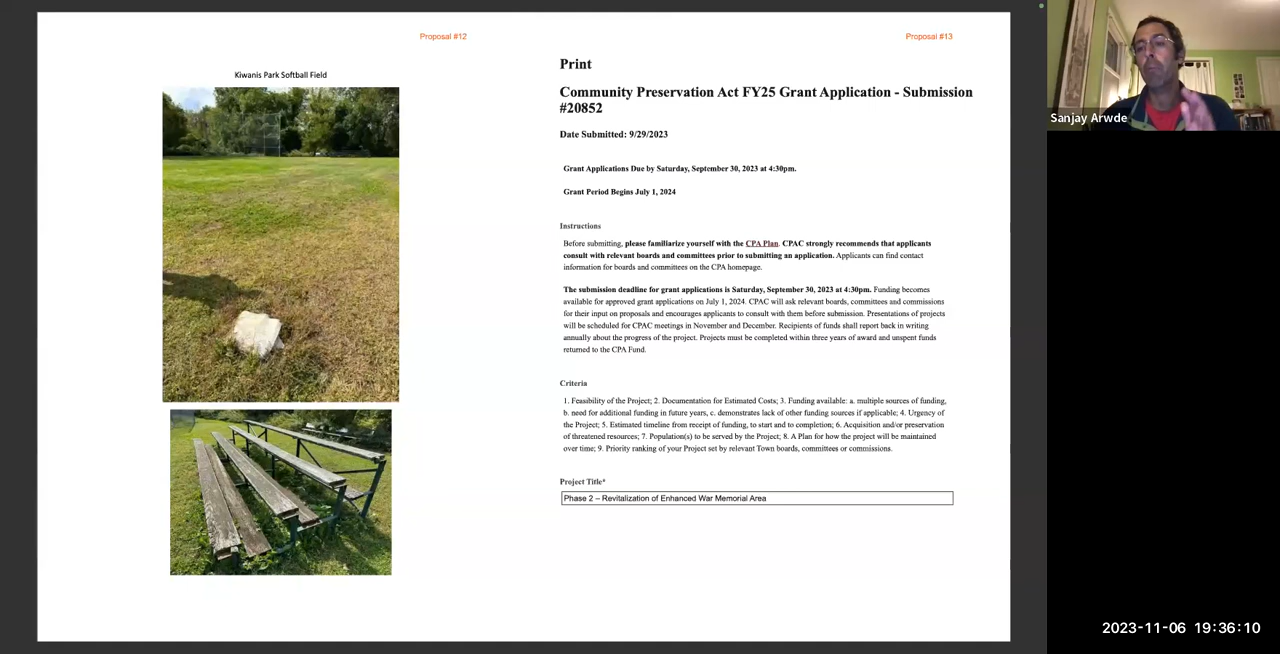 Proposal #12
Kiwanis Park Softball Field
Proposal #13
Print
Community Preservation Act FY25 Grant Application - Submission
#20852
Date Submitted: 9/29/2023
Grant Applications Due by Saturday, September 30, 2023 at 4:30pm.
Grant Period Begins July 1, 2024
Instructions
Before submitting, please familiarize yourself with the CPA Plan. CPAC strongly recommends that applicants
consult with relevant boards and committees prior to submitting an application. Applicants can find contact
information for boards and committees on the CPA homepage.
The submission deadline for grant applications is Saturday, September 30, 2023 at 4:30pm. Funding becomes
available for approved grant applications on July 1, 2024. CPAC will ask relevant boards, committees and commissions
for their input on proposals and encourages applicants to consult with them before submission. Presentations of projects
will be scheduled for CPAC meetings in November and December. Recipients of funds shall report back in writing
annually about the progress of the project. Projects must be completed within three years of award and unspent funds
returned to the CPA Fund.
Criteria
1. Feasibility of the Project; 2. Documentation for Estimated Costs; 3. Funding available: a. multiple sources of funding,
b. need for additional funding in future years, c. demonstrates lack of other funding sources if applicable; 4. Urgency of
the Project; 5. Estimated timeline from receipt of funding, to start and to completion; 6. Acquisition and/or preservation
of threatened resources; 7. Population(s) to be served by the Project; 8. A Plan for how the project will be maintained
over time; 9. Priority ranking of your Project set by relevant Town boards, committees or commissions.
Project Title*
Phase 2 – Revitalization of Enhanced War Memorial Area
Sanjay Arwde
2023-11-06 19:36:10